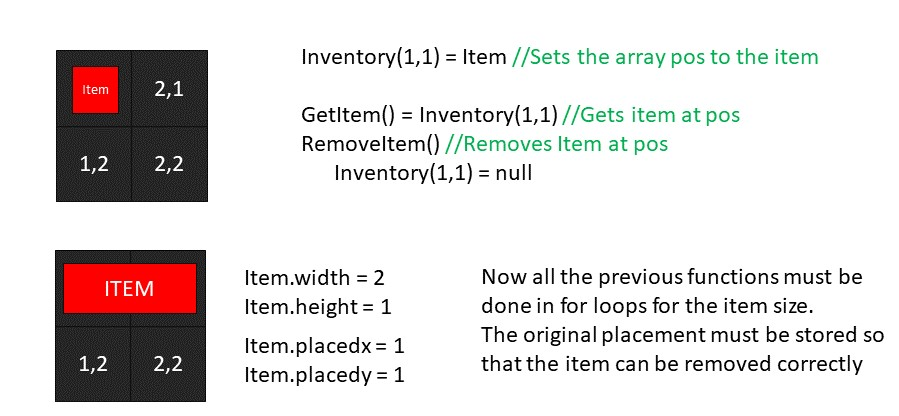 Item 2,1
1,2 2,2
Inventory(1,1) = Item //Sets the array pos to the item
GetItem() = Inventory(1,1) //Gets item at pos
RemoveItem() //Removes Item at pos
Inventory(1,1) = null
ITEM
1,2 2,2
Item.width = 2
Item.height = 1
Item.placedx = 1
Item.placedy = 1
Now all the previous functions must be
done in for loops for the item size.
The original placement must be stored so
that the item can be removed correctly